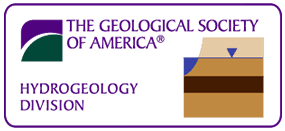 THE GEOLOGICAL SOCIETY
OF AMERICA®
HYDROGEOLOGY
DIVISION